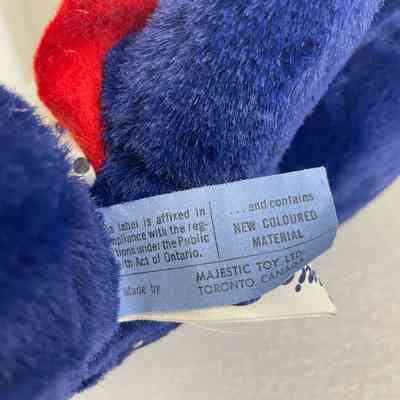 label is affixed in
compliance with the reg-
tions under the Public
th Act of Ontario.
Made by
... and contains
NEW COLOURED
MATERIAL
MAJESTIC TOY LTD.
TORONTO CANADA